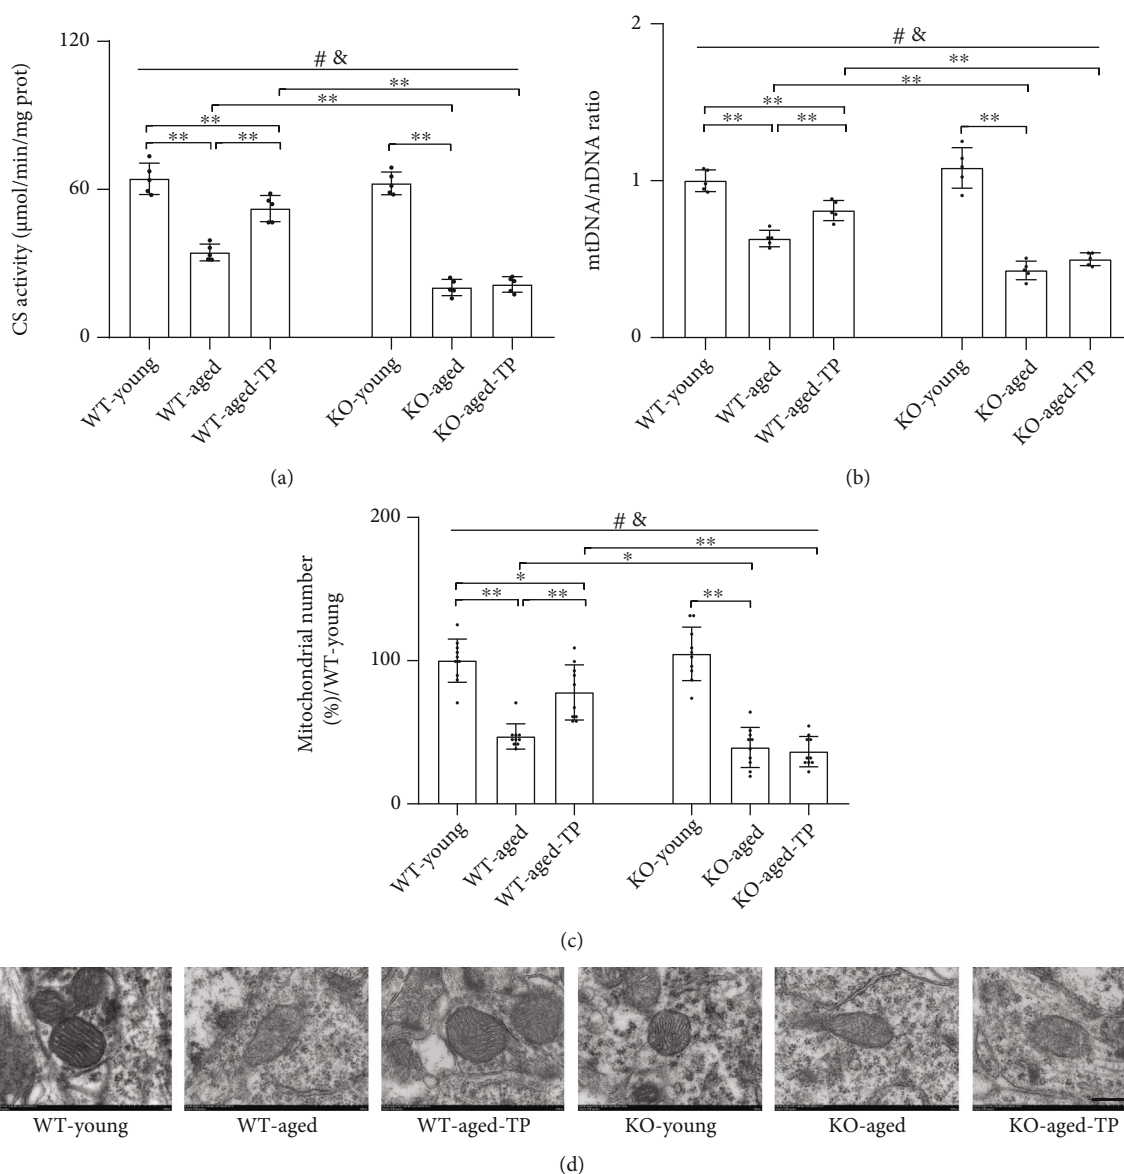 120
60
0
CS activity (μmol/min/mg prot)
# &
**
**
**
**
**
**
WT-young
WT-aged
WT-aged-TP
KO-young
KO-aged
KO-aged-TP
(a)
2
1
0
mtDNA/nDNA ratio
# &
**
**
**
**
**
**
WT-young
WT-aged
WT-aged-TP
KO-young
KO-aged
KO-aged-TP
(b)
200
100
0
Mitochondrial number
(%)/WT-young
# &
**
*
*
**
**
**
WT-young
WT-aged
WT-aged-TP
KO-young
KO-aged
KO-aged-TP
(c)
WT-young
WT-aged
WT-aged-TP
KO-young
KO-aged
KO-aged-TP
(d)